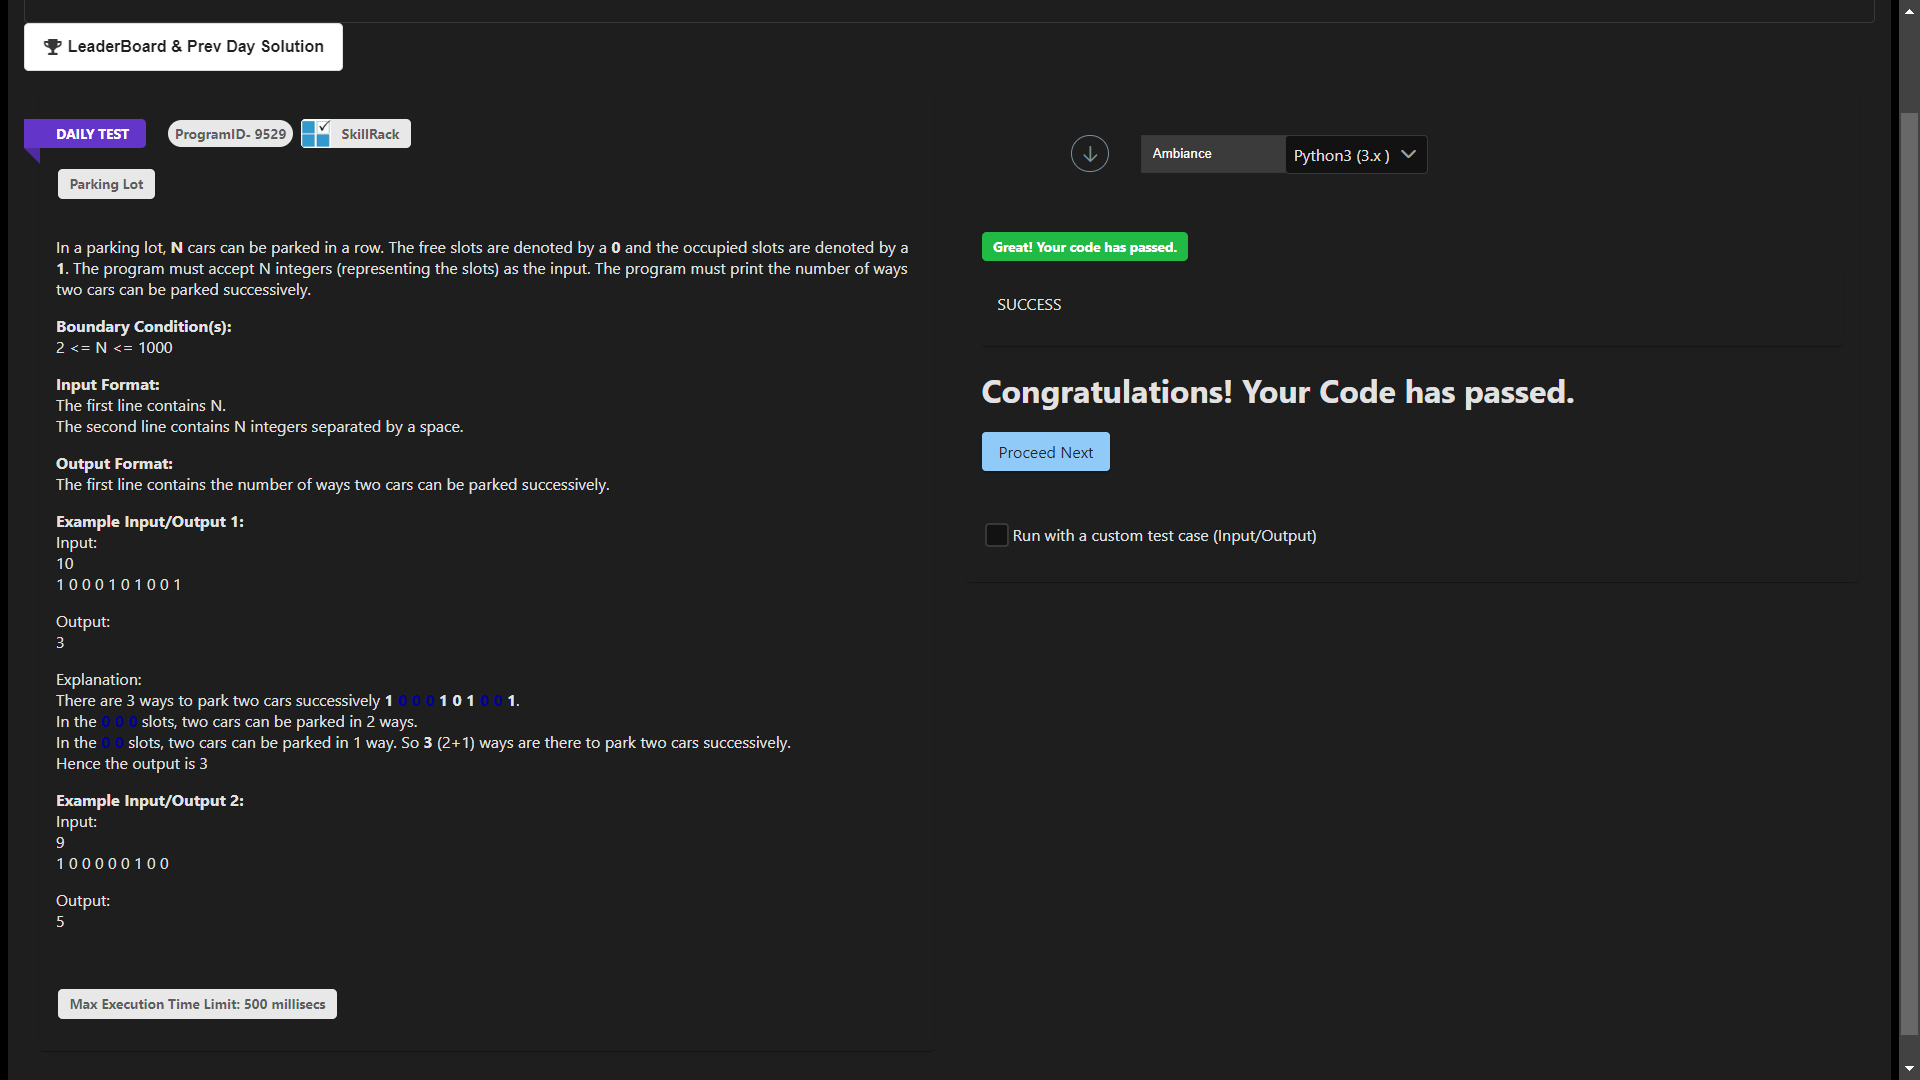 LeaderBoard & Prev Day Solution
DAILY TEST
ProgramID- 9529
SkillRack
Ambiance
Python3 (3.x )
Parking Lot
In a parking lot, N cars can be parked in a row. The free slots are denoted by a 0 and the occupied slots are denoted by a
1. The program must accept N integers (representing the slots) as the input. The program must print the number of ways
two cars can be parked successively.
Boundary Condition(s):
2 <= N <= 1000
Input Format:
The first line contains N.
The second line contains N integers separated by a space.
Output Format:
The first line contains the number of ways two cars can be parked successively.
Example Input/Output 1:
Input:
10
1 0 0 0 1 0 1 0 0 1
Output:
3
Explanation:
There are 3 ways to park two cars successively 1 0 0 0 1 0 1 0 0 1.
In the 0 0 0 slots, two cars can be parked in 2 ways.
In the 0 0 slots, two cars can be parked in 1 way. So 3 (2+1) ways are there to park two cars successively.
Hence the output is 3
Example Input/Output 2:
Input:
9
1 0 0 0 0 0 1 0 0
Output:
5
Max Execution Time Limit: 500 millisecs
Great! Your code has passed.
SUCCESS
Congratulations! Your Code has passed.
Proceed Next
Run with a custom test case (Input/Output)